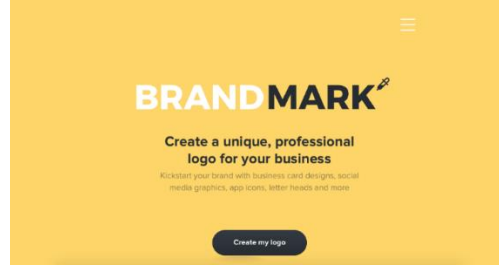 BRANDMARK
Create a unique, professional
logo for your business
Kickstart your brand with business card designs, social
media graphics, app icons, letter heads and more
Create my logo